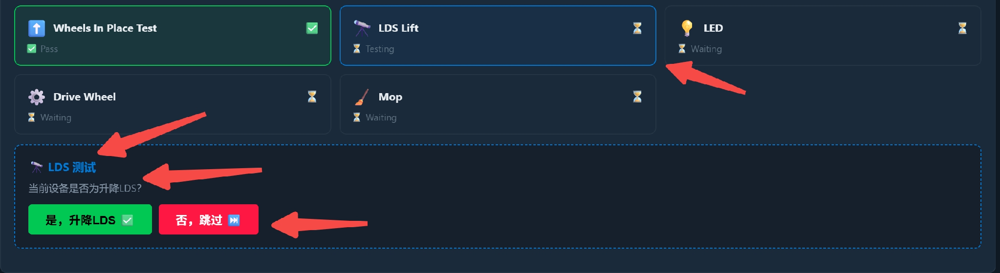 Wheels In Place Test
Pass
LDS Lift
Testing
LED
Waiting
Drive Wheel
Waiting
Mop
Waiting
LDS 测试
当前设备是否为升降LDS？
是，升降LDS
否，跳过